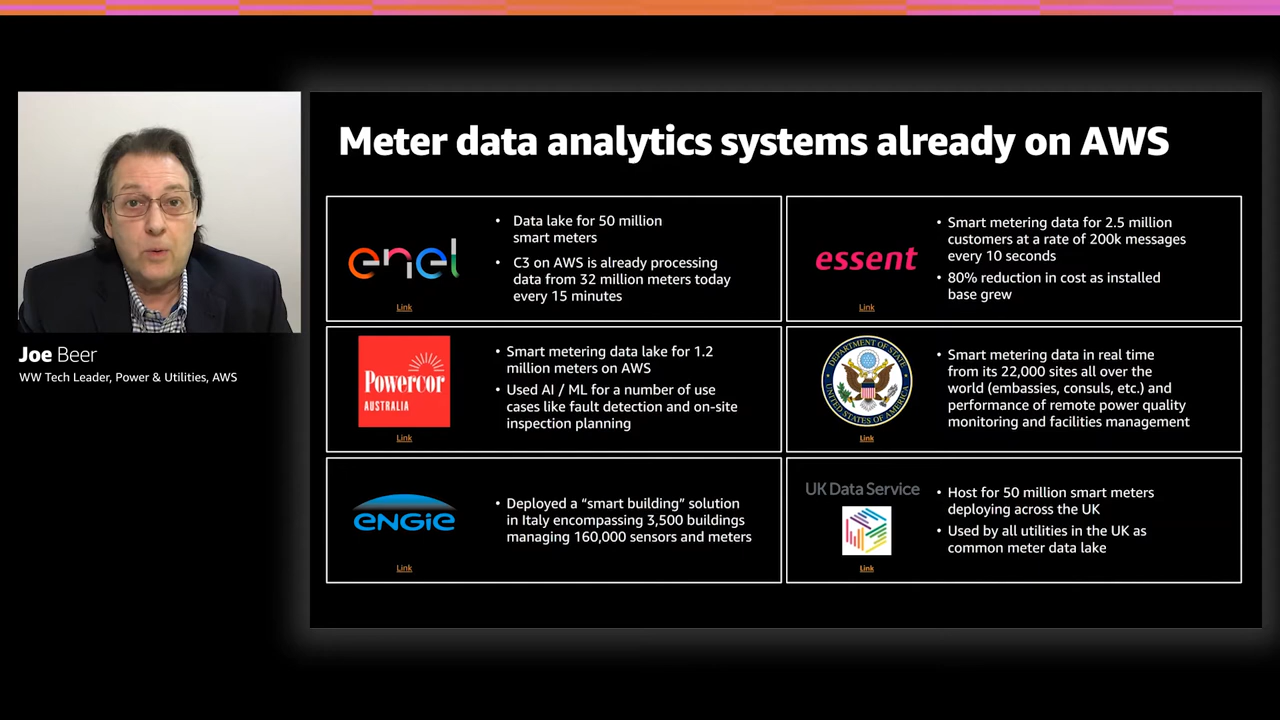 Meter data analytics systems already on AWS
enel
Link
• Data lake for 50 million
smart meters
• C3 on AWS is already processing
data from 32 million meters today
every 15 minutes
essent
Link
• Smart metering data for 2.5 million
customers at a rate of 200k messages
every 10 seconds
• 80% reduction in cost as installed
base grew
Joe Beer
WW Tech Leader, Power & Utilities, AWS
Powercor
AUSTRALIA
Link
• Smart metering data lake for 1.2
million meters on AWS
• Used AI / ML for a number of use
cases like fault detection and on-site
inspection planning
DEPARTMENT OF STATE
UNITED STATES OF AMERICA
Link
• Smart metering data in real time
from its 22,000 sites all over the
world (embassies, consuls, etc.) and
performance of remote power quality
monitoring and facilities management
ENGIE
Link
• Deployed a “smart building” solution
in Italy encompassing 3,500 buildings
managing 160,000 sensors and meters
UK Data Service
Link
• Host for 50 million smart meters
deploying across the UK
• Used by all utilities in the UK as
common meter data lake